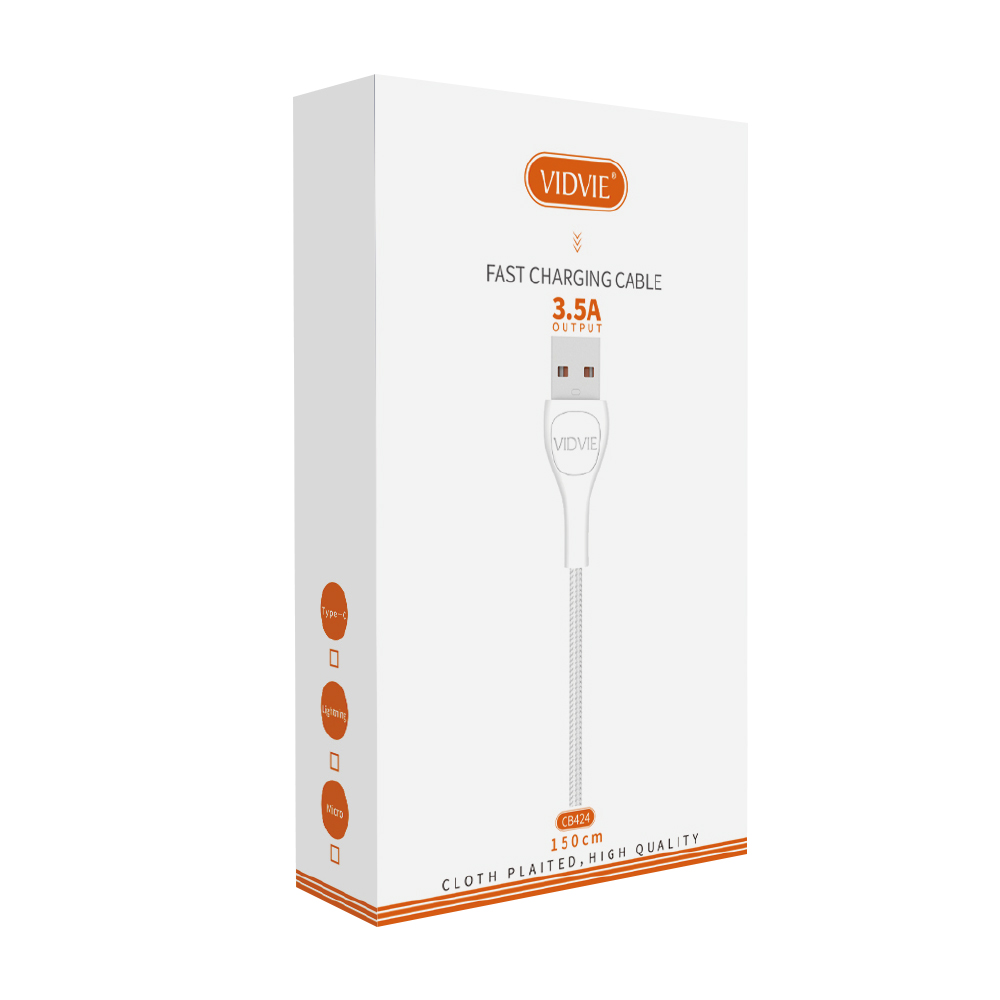 VIDVIE®
FAST CHARGING CABLE
3.5A
OUTPUT
VIDVIE
CB424
150cm
CLOTH PLAITED,HIGH QUALITY
Type-C
Lightning
Micro